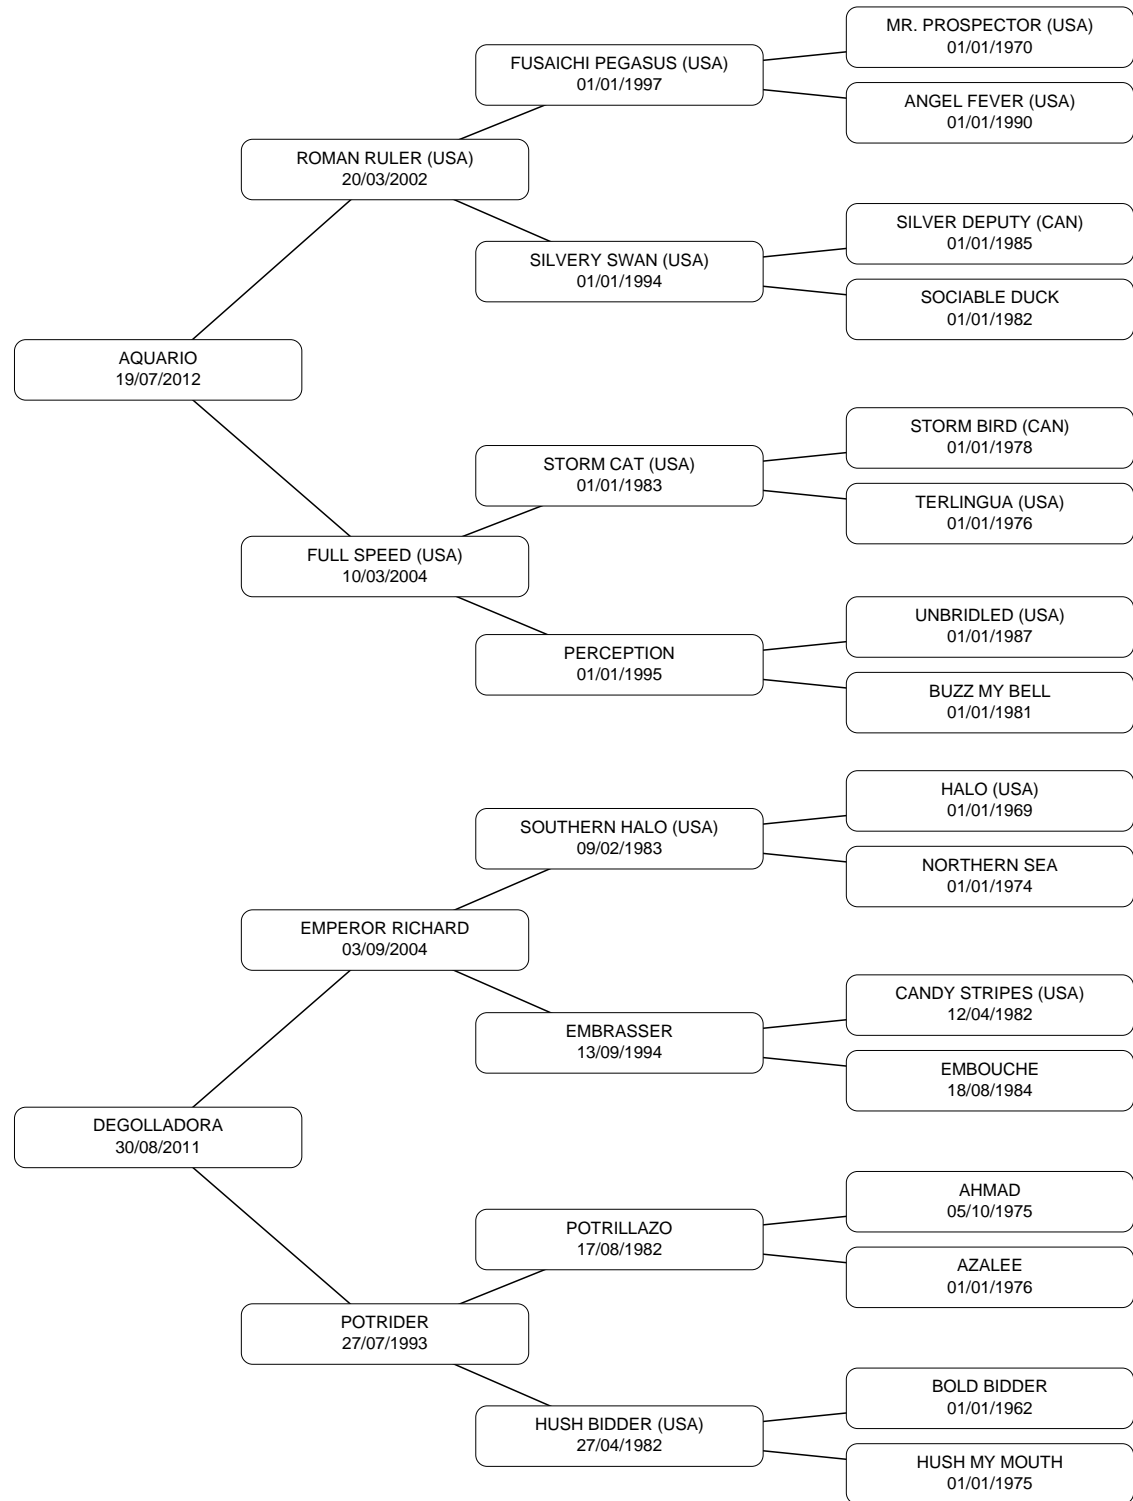 MR. PROSPECTOR (USA)
01/01/1970
FUSAICHI PEGASUS (USA)
01/01/1997
ANGEL FEVER (USA)
01/01/1990
ROMAN RULER (USA)
20/03/2002
SILVER DEPUTY (CAN)
01/01/1985
SILVERY SWAN (USA)
01/01/1994
SOCIABLE DUCK
01/01/1982
AQUARIO
19/07/2012
STORM BIRD (CAN)
01/01/1978
STORM CAT (USA)
01/01/1983
TERLINGUA (USA)
01/01/1976
FULL SPEED (USA)
10/03/2004
UNBRIDLED (USA)
01/01/1987
PERCEPTION
01/01/1995
BUZZ MY BELL
01/01/1981
HALO (USA)
01/01/1969
SOUTHERN HALO (USA)
09/02/1983
NORTHERN SEA
01/01/1974
EMPEROR RICHARD
03/09/2004
CANDY STRIPES (USA)
12/04/1982
EMBRASSER
13/09/1994
EMBOUCHE
18/08/1984
DEGOLLADORA
30/08/2011
AHMAD
05/10/1975
POTRILLAZO
17/08/1982
AZALEE
01/01/1976
POTRIDER
27/07/1993
BOLD BIDDER
01/01/1962
HUSH BIDDER (USA)
27/04/1982
HUSH MY MOUTH
01/01/1975